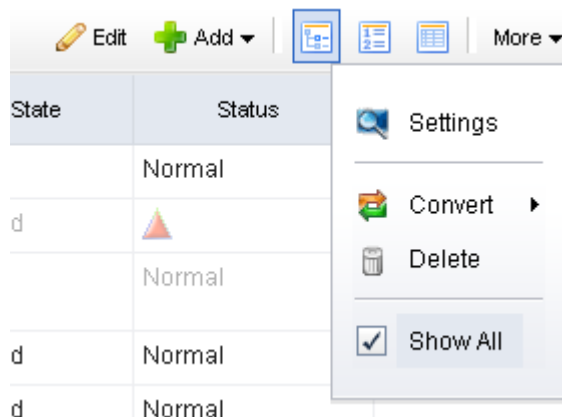 Edit Add More
State Status
Settings
Normal
Convert
d
Delete
Normal
Show All
d Normal
d Normal